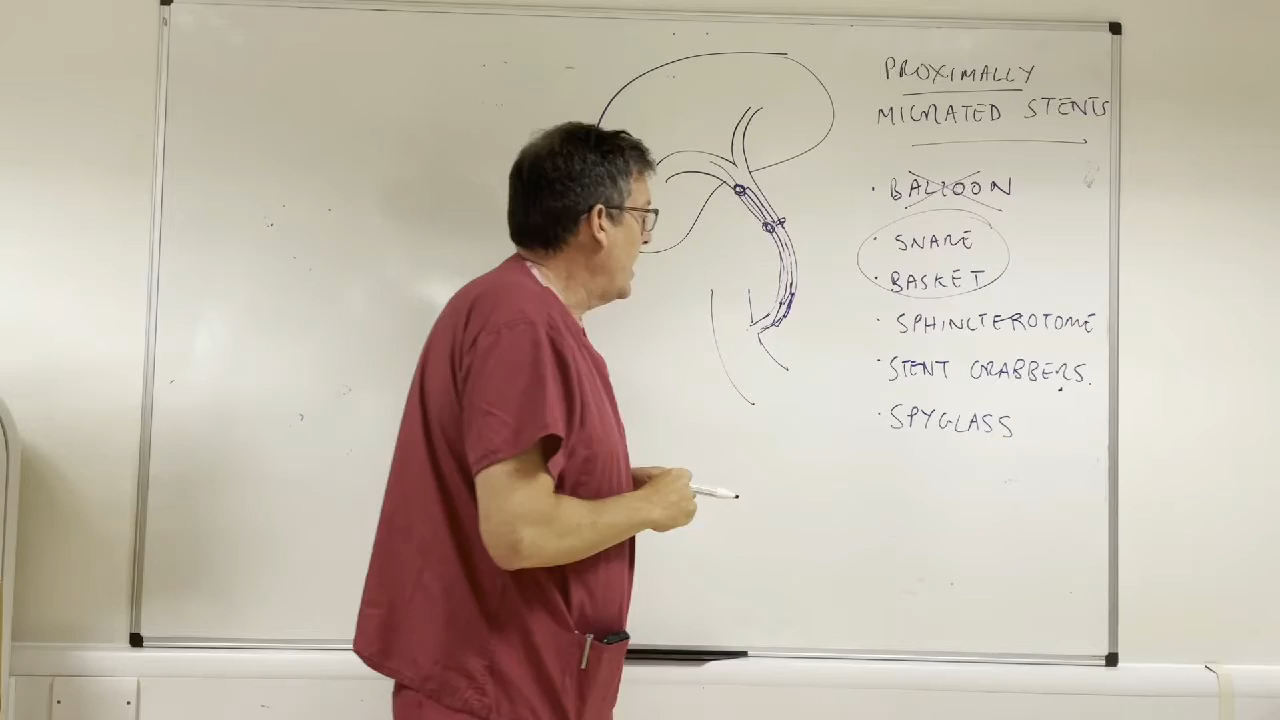 PROXIMALLY
MIGRATED STENTS
· BALLOON
· SNARE
· BASKET
· SPHINCTEROTOME
· STENT GRABBERS.
· SPYGLASS